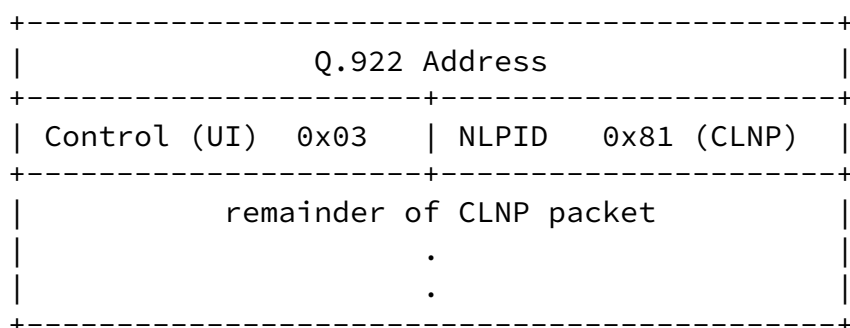 +---------------------------------------------+
|                Q.922 Address                |
+----------------------+----------------------+
| Control (UI)  0x03   | NLPID   0x81 (CLNP)  |
+----------------------+----------------------+
|           remainder of CLNP packet          |
|                      .                      |
|                      .                      |
+---------------------------------------------+